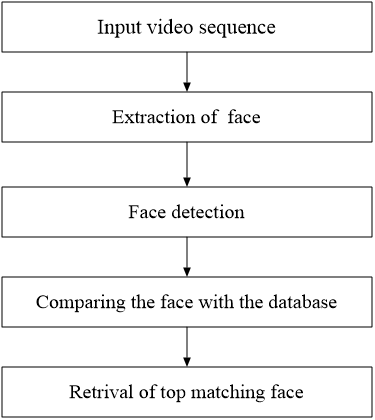 Input video sequence
Extraction of face
Face detection
Comparing the face with the database
Retrival of top matching face